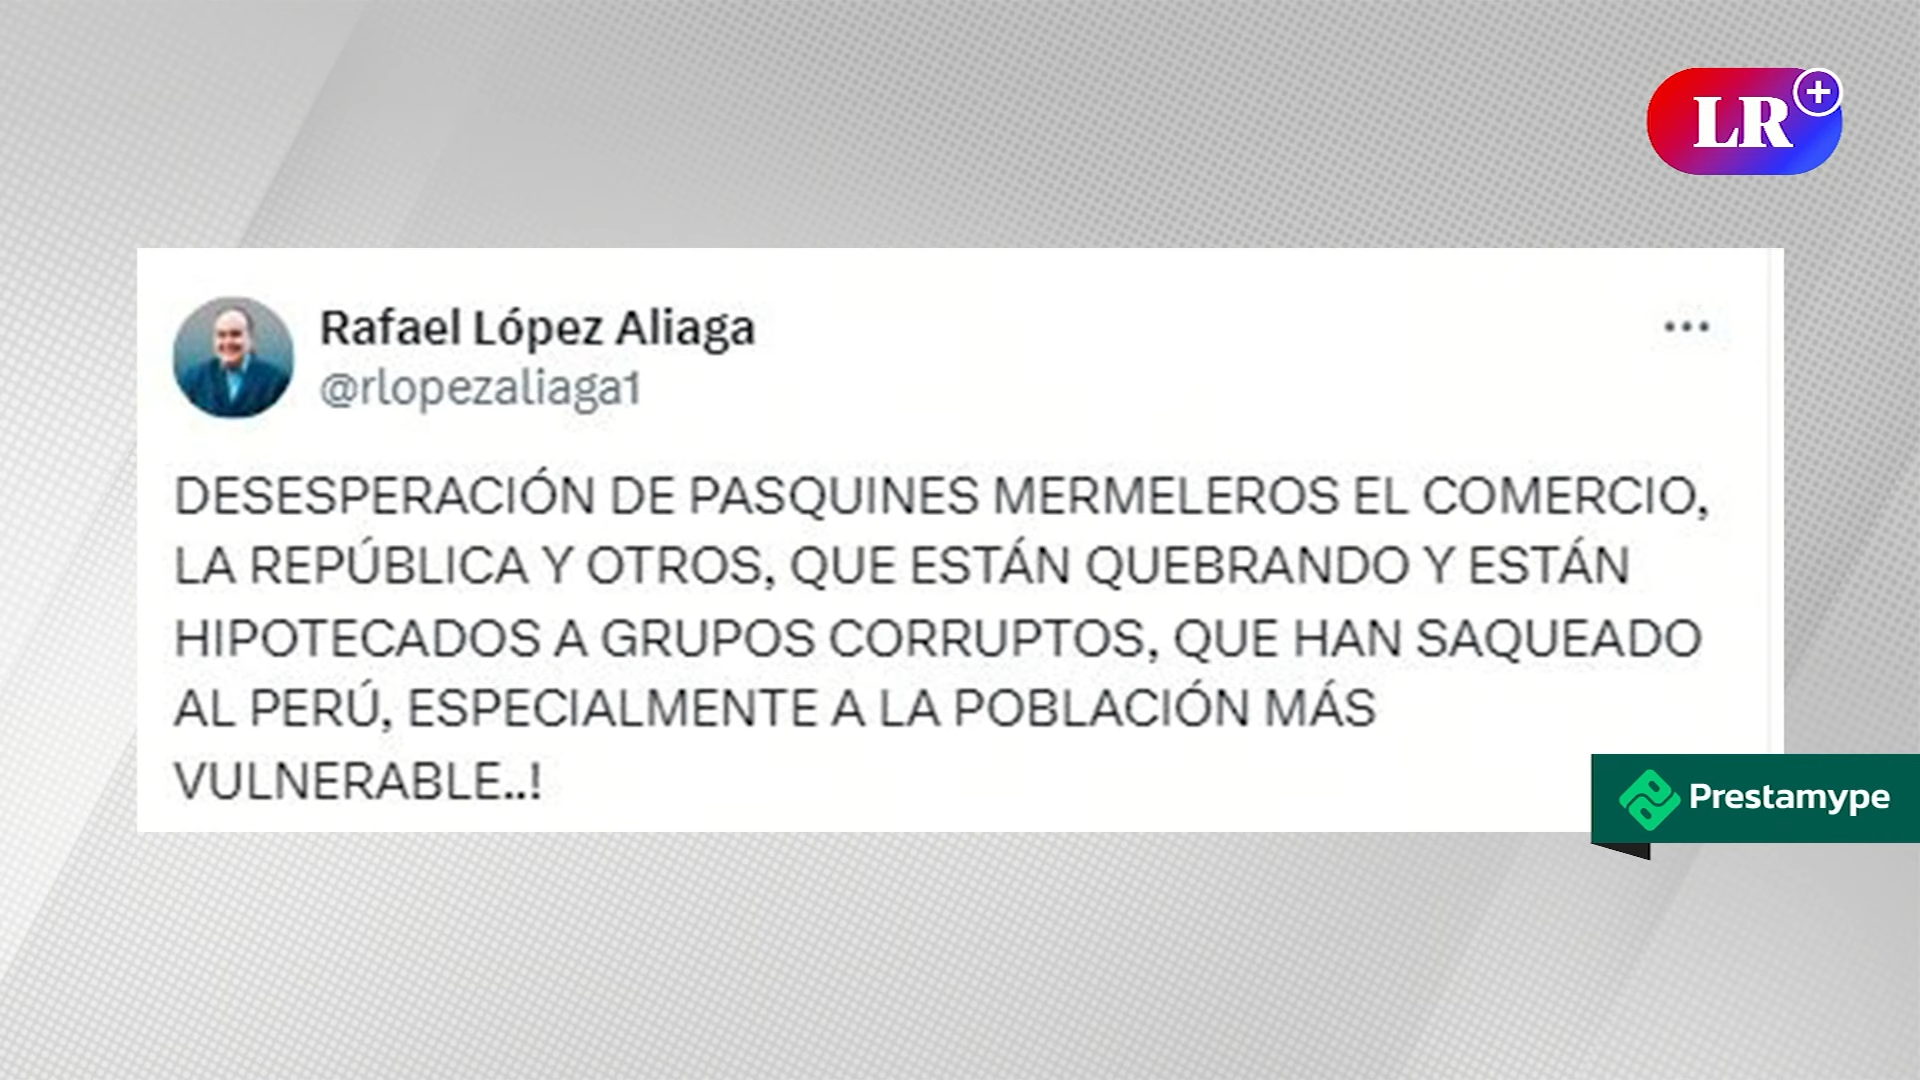 LR+
Rafael López Aliaga
@rlopezaliaga1
DESESPERACIÓN DE PASQUINES MERMELEROS EL COMERCIO,
LA REPÚBLICA Y OTROS, QUE ESTÁN QUEBRANDO Y ESTÁN
HIPOTECADOS A GRUPOS CORRUPTOS, QUE HAN SAQUEADO
AL PERÚ, ESPECIALMENTE A LA POBLACIÓN MÁS
VULNERABLE..!
Prestamype